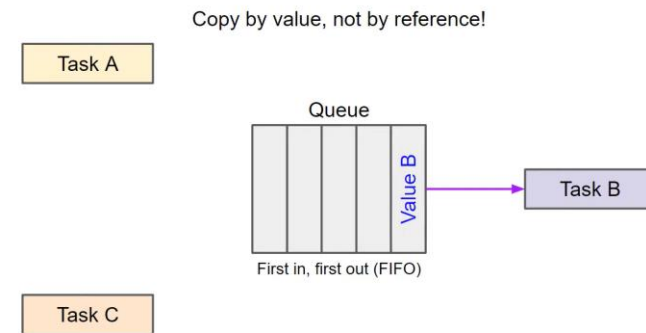 Copy by value, not by reference!
Task A
Queue
Value B
Task B
First in, first out (FIFO)
Task C